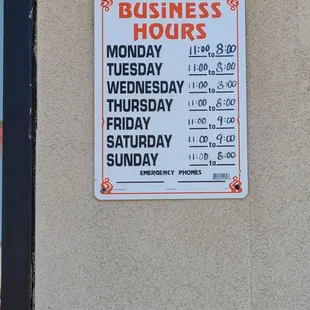 BUSINESS
HOURS
MONDAY 11:00 to 8:00
TUESDAY 11:00 to 8:00
WEDNESDAY 11:00 to 8:00
THURSDAY 11:00 to 8:00
FRIDAY 11:00 to 9:00
SATURDAY 11:00 to 9:00
SUNDAY 11:00 to 8:00
EMERGENCY PHONES